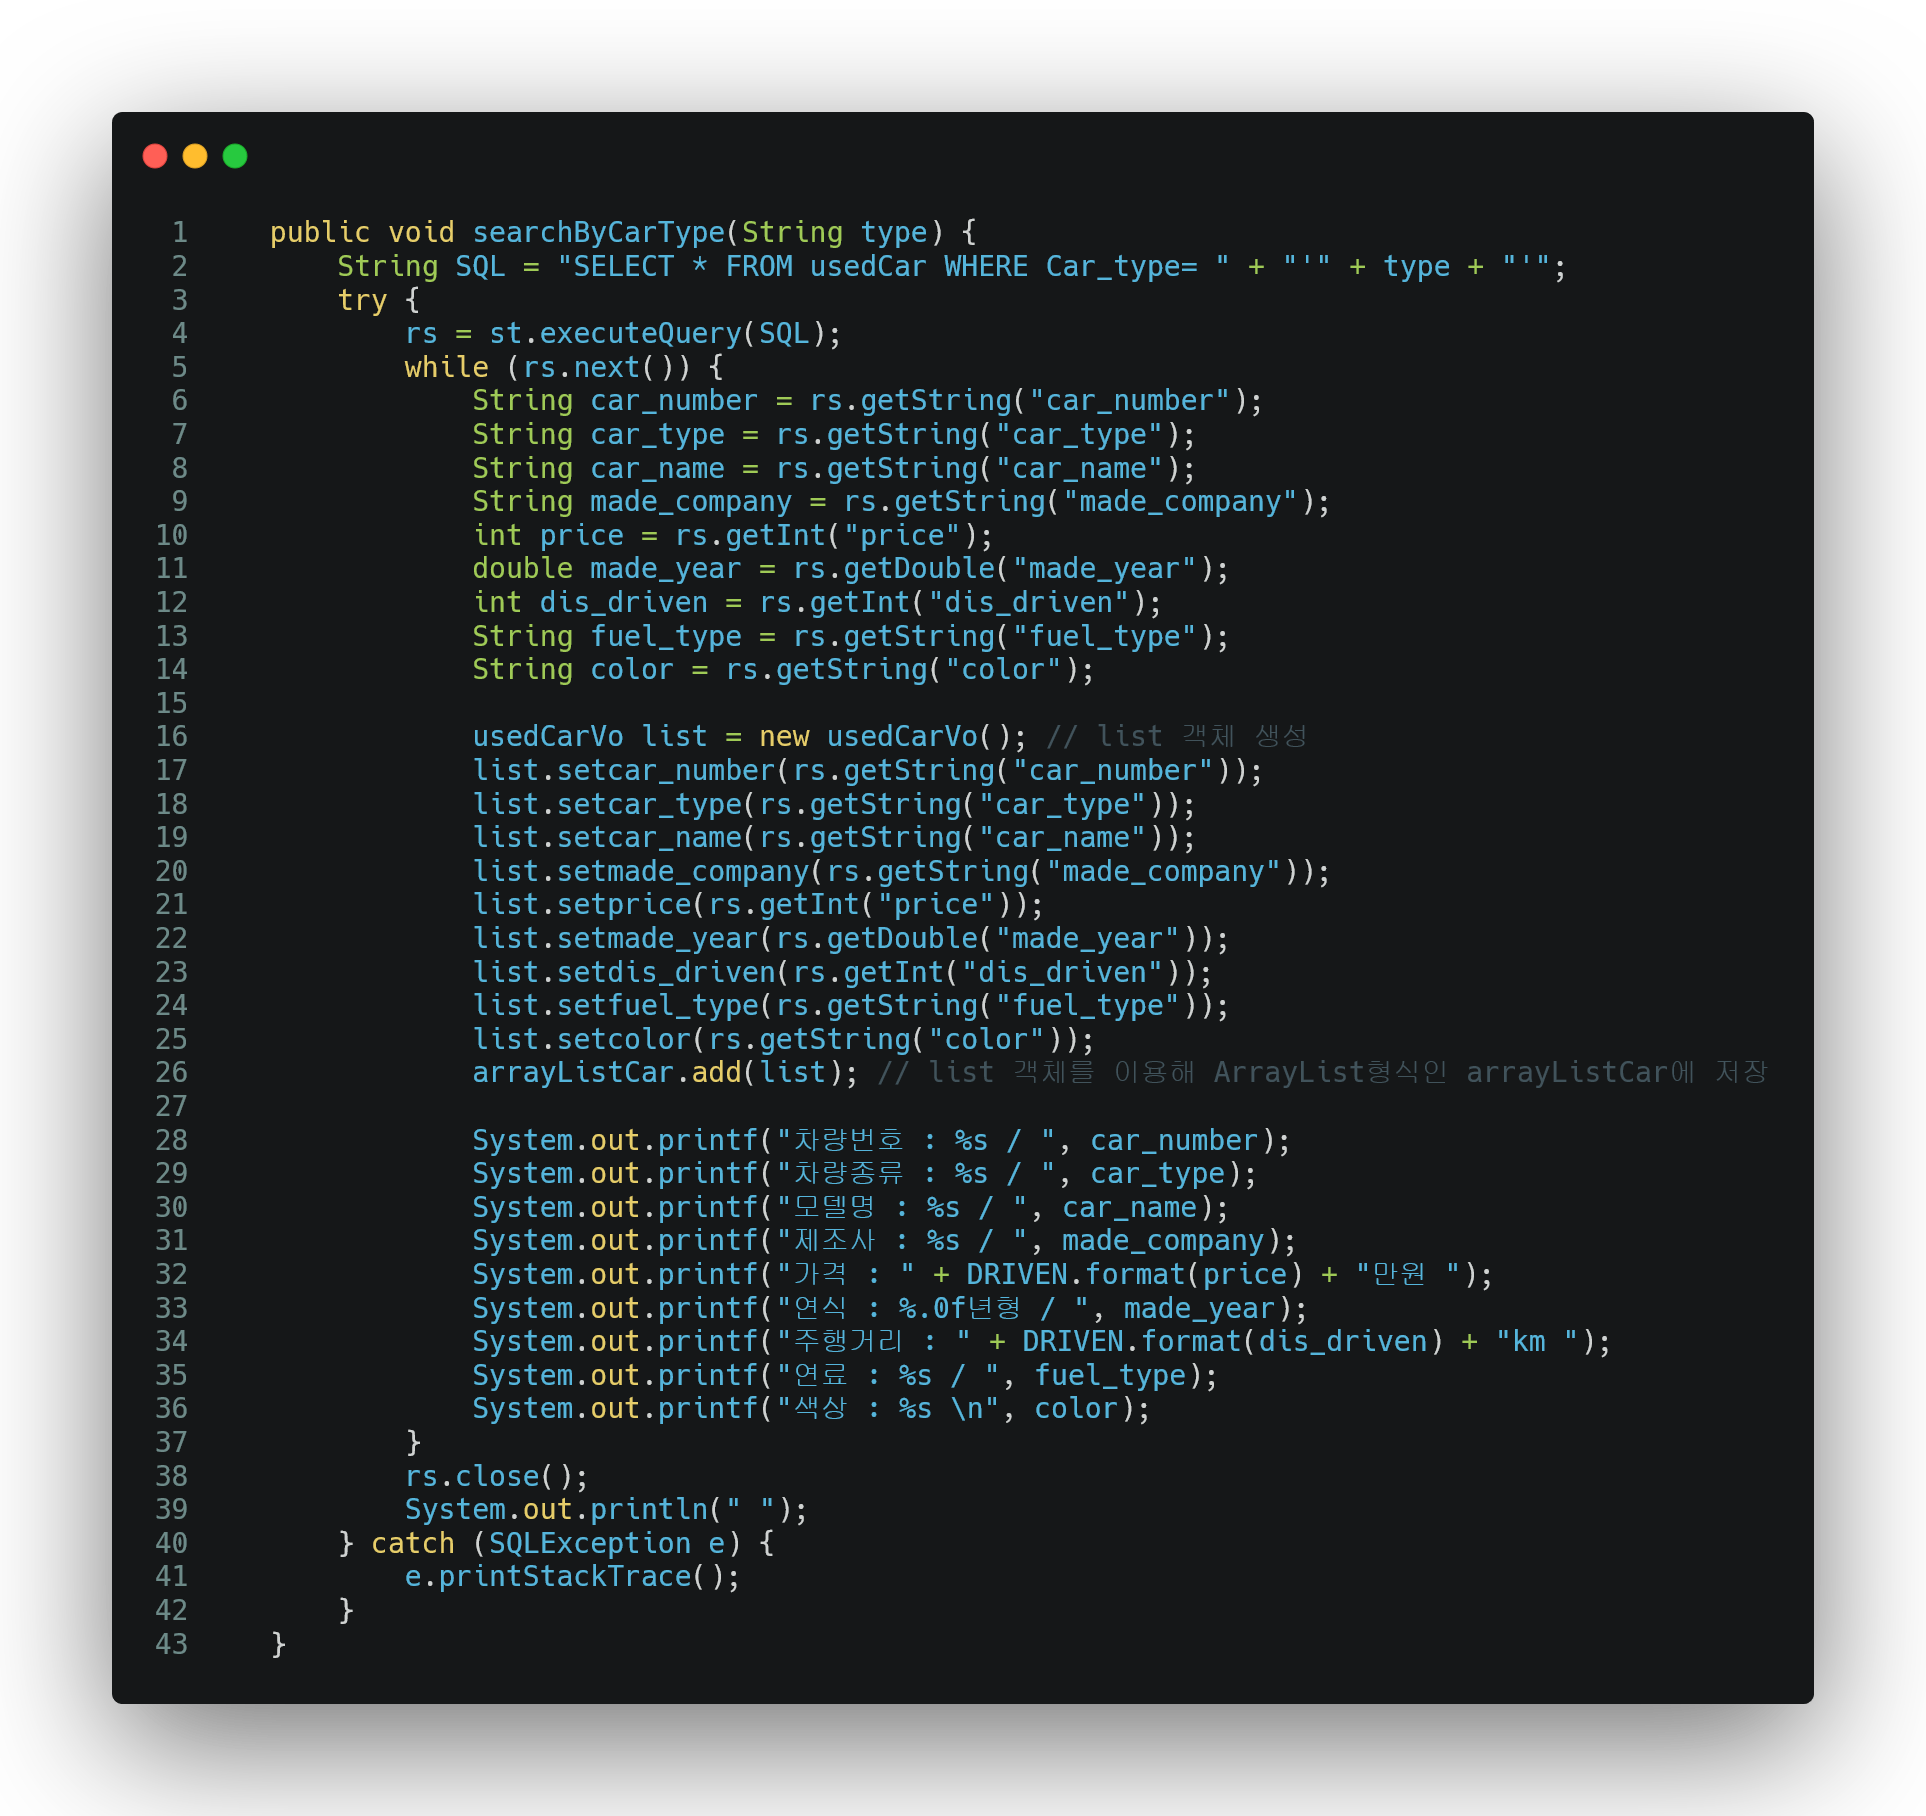 1 public void searchByCarType(String type) {
2 String SQL = "SELECT * FROM usedCar WHERE Car_type= " + "'" + type + "'";
3 try {
4 rs = st.executeQuery(SQL);
5 while (rs.next()) {
6 String car_number = rs.getString("car_number");
7 String car_type = rs.getString("car_type");
8 String car_name = rs.getString("car_name");
9 String made_company = rs.getString("made_company");
10 int price = rs.getInt("price");
11 double made_year = rs.getDouble("made_year");
12 int dis_driven = rs.getInt("dis_driven");
13 String fuel_type = rs.getString("fuel_type");
14 String color = rs.getString("color");
15
16 usedCarVo list = new usedCarVo(); // list 객체 생성
17 list.setcar_number(rs.getString("car_number"));
18 list.setcar_type(rs.getString("car_type"));
19 list.setcar_name(rs.getString("car_name"));
20 list.setmade_company(rs.getString("made_company"));
21 list.setprice(rs.getInt("price"));
22 list.setmade_year(rs.getDouble("made_year"));
23 list.setdis_driven(rs.getInt("dis_driven"));
24 list.setfuel_type(rs.getString("fuel_type"));
25 list.setcolor(rs.getString("color"));
26 arrayListCar.add(list); // list 객체를 이용해 ArrayList형식인 arrayListCar에 저장
27
28 System.out.printf("차량번호 : %s / ", car_number);
29 System.out.printf("차량종류 : %s / ", car_type);
30 System.out.printf("모델명 : %s / ", car_name);
31 System.out.printf("제조사 : %s / ", made_company);
32 System.out.printf("가격 : " + DRIVEN.format(price) + "만원 ");
33 System.out.printf("연식 : %.0f년형 / ", made_year);
34 System.out.printf("주행거리 : " + DRIVEN.format(dis_driven) + "km ");
35 System.out.printf("연료 : %s / ", fuel_type);
36 System.out.printf("색상 : %s \n", color);
37 }
38 rs.close();
39 System.out.println(" ");
40 } catch (SQLException e) {
41 e.printStackTrace();
42 }
43 }